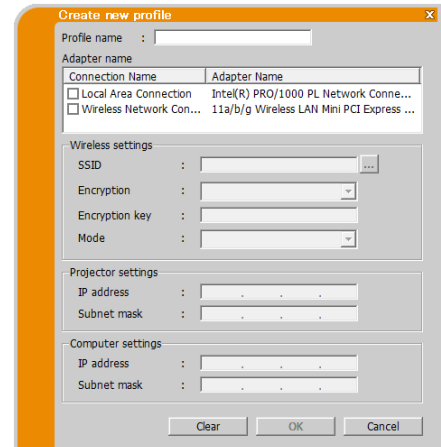 Create new profile x
Profile name :
Adapter name
Connection Name Adapter Name
Local Area Connection Intel(R) PRO/1000 PL Network Conne...
Wireless Network Con... 11a/b/g Wireless LAN Mini PCI Express ...
Wireless settings
SSID : ...
Encryption :
Encryption key :
Mode :
Projector settings
IP address : . . .
Subnet mask : . . .
Computer settings
IP address : . . .
Subnet mask : . . .
Clear OK Cancel